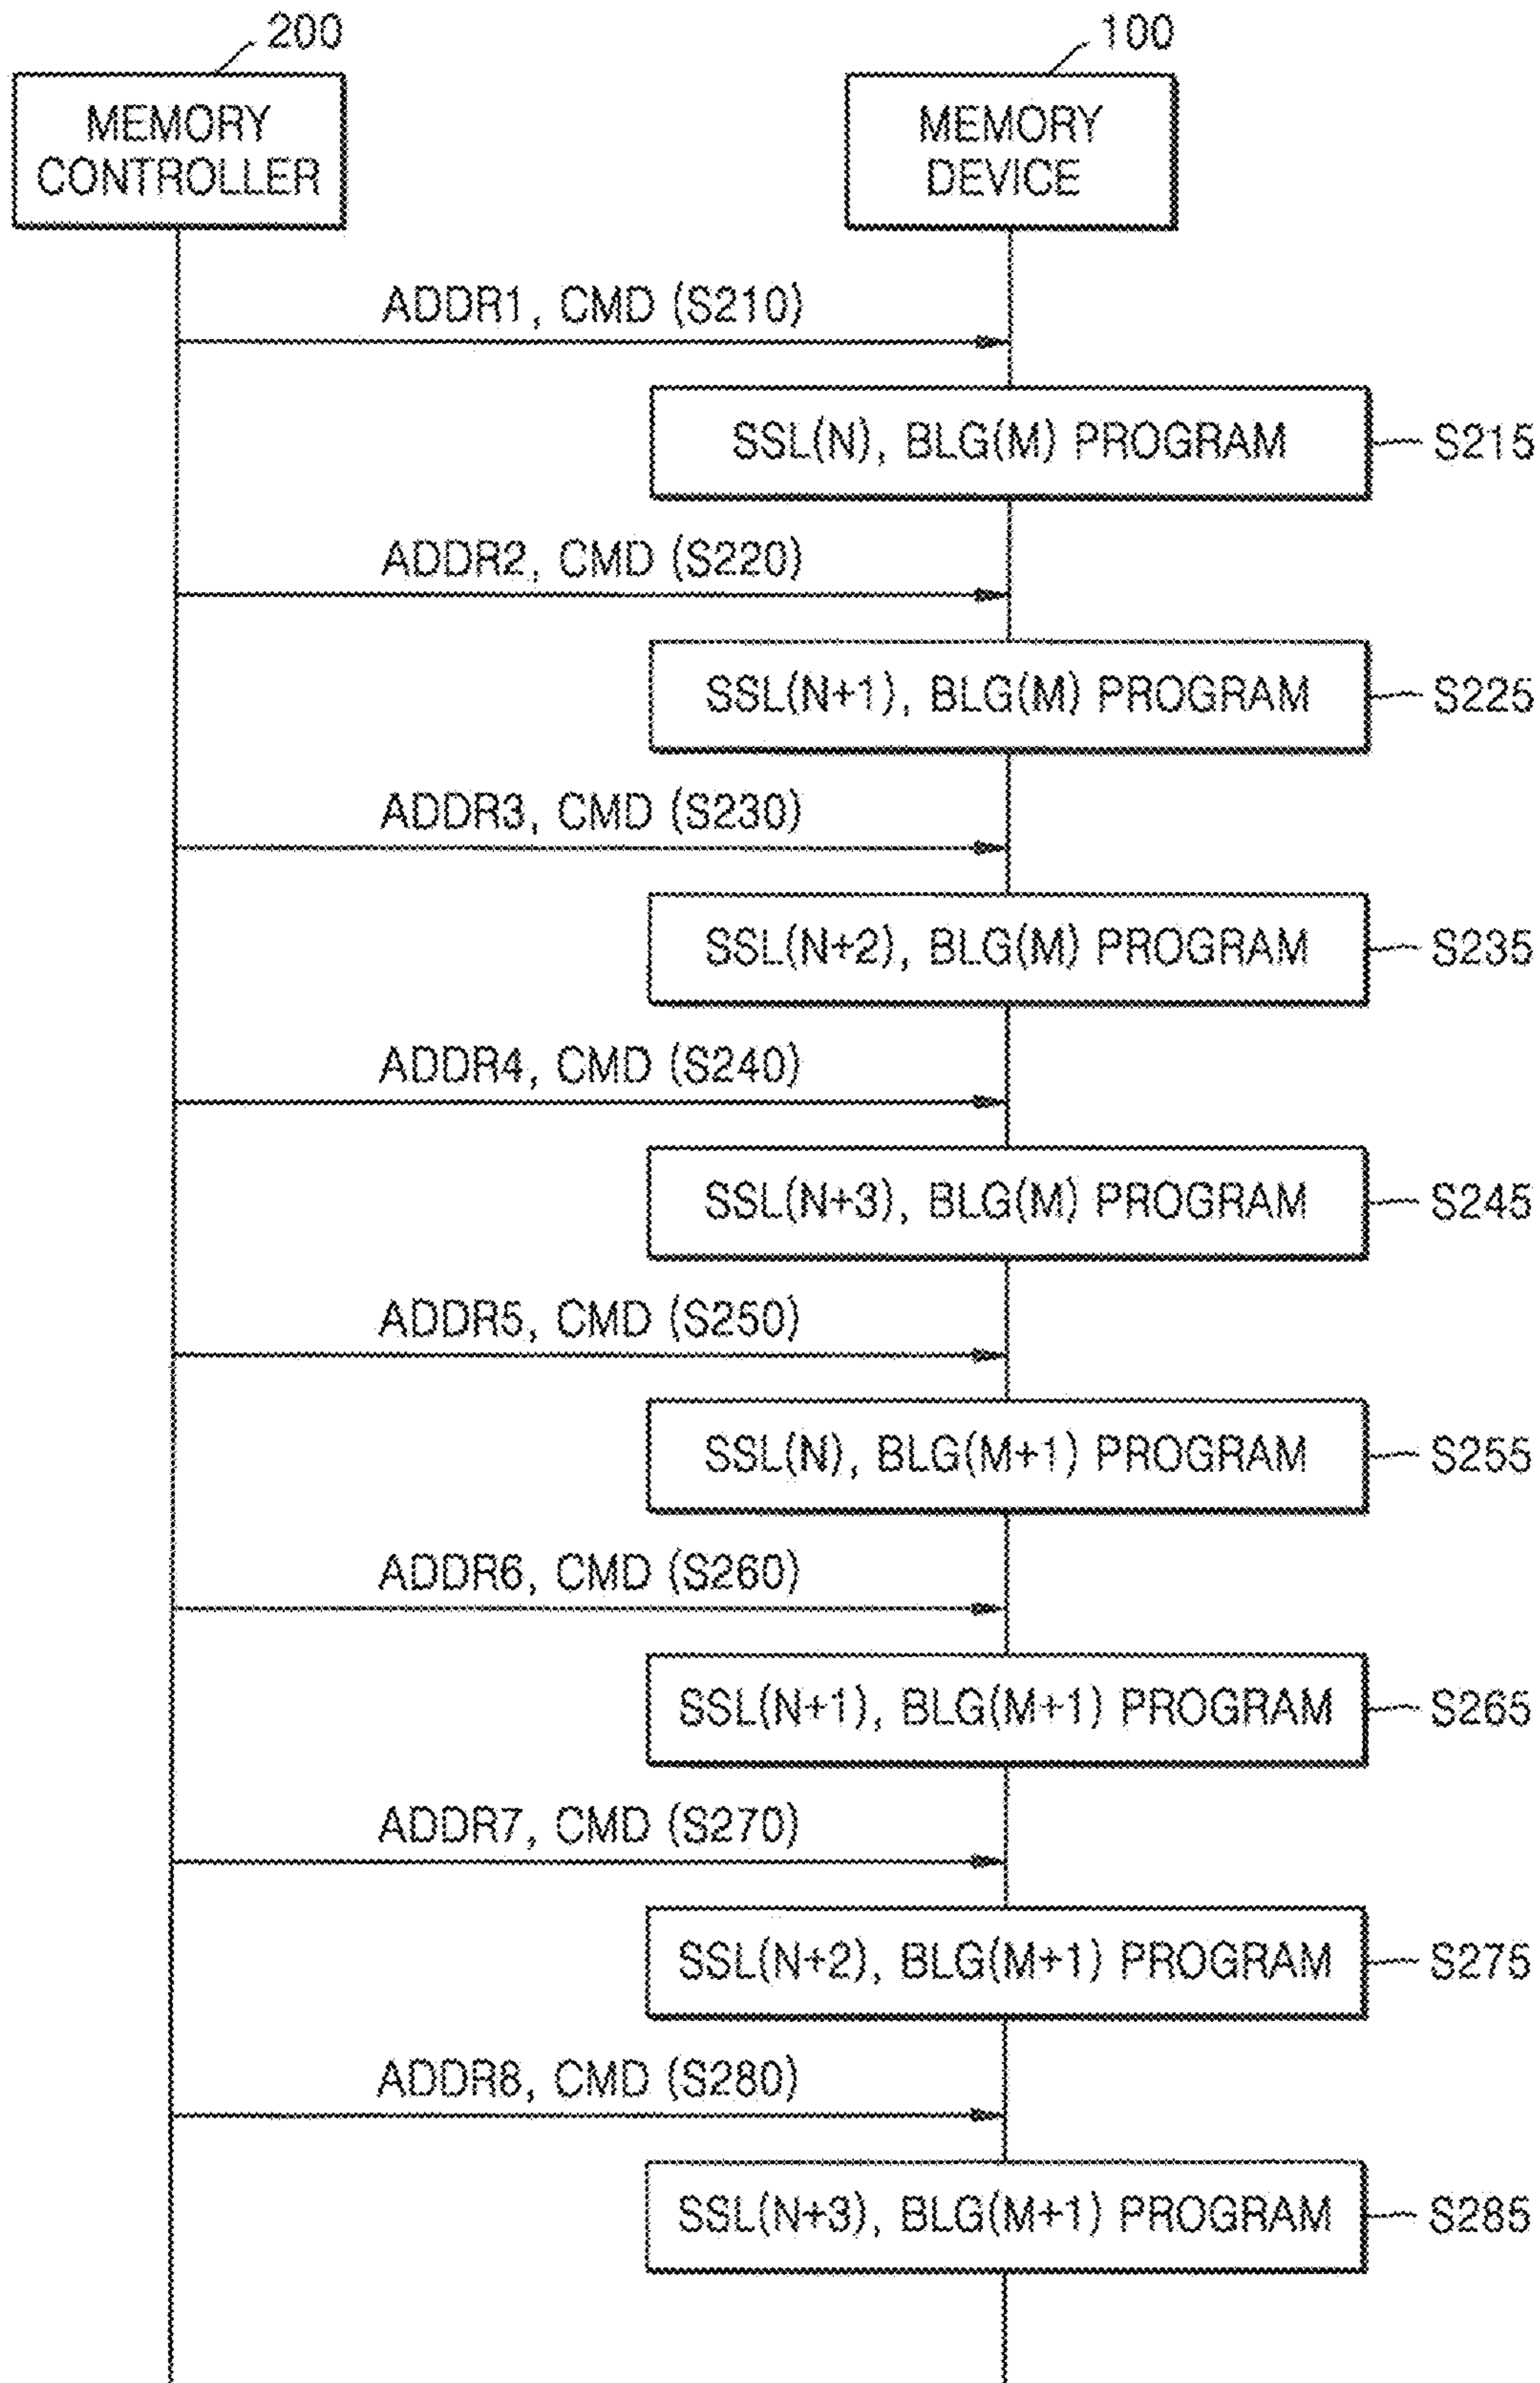 200
100
MEMORY
CONTROLLER
MEMORY
DEVICE
ADDR1, CMD (S210)
SSL(N), BLG(M) PROGRAM
S215
ADDR2, CMD (S220)
SSL(N+1), BLG(M) PROGRAM
S225
ADDR3, CMD (S230)
SSL(N+2), BLG(M) PROGRAM
S235
ADDR4, CMD (S240)
SSL(N+3), BLG(M) PROGRAM
S245
ADDR5, CMD (S250)
SSL(N), BLG(M+1) PROGRAM
S255
ADDR6, CMD (S260)
SSL(N+1), BLG(M+1) PROGRAM
S265
ADDR7, CMD (S270)
SSL(N+2), BLG(M+1) PROGRAM
S275
ADDR8, CMD (S280)
SSL(N+3), BLG(M+1) PROGRAM
S285